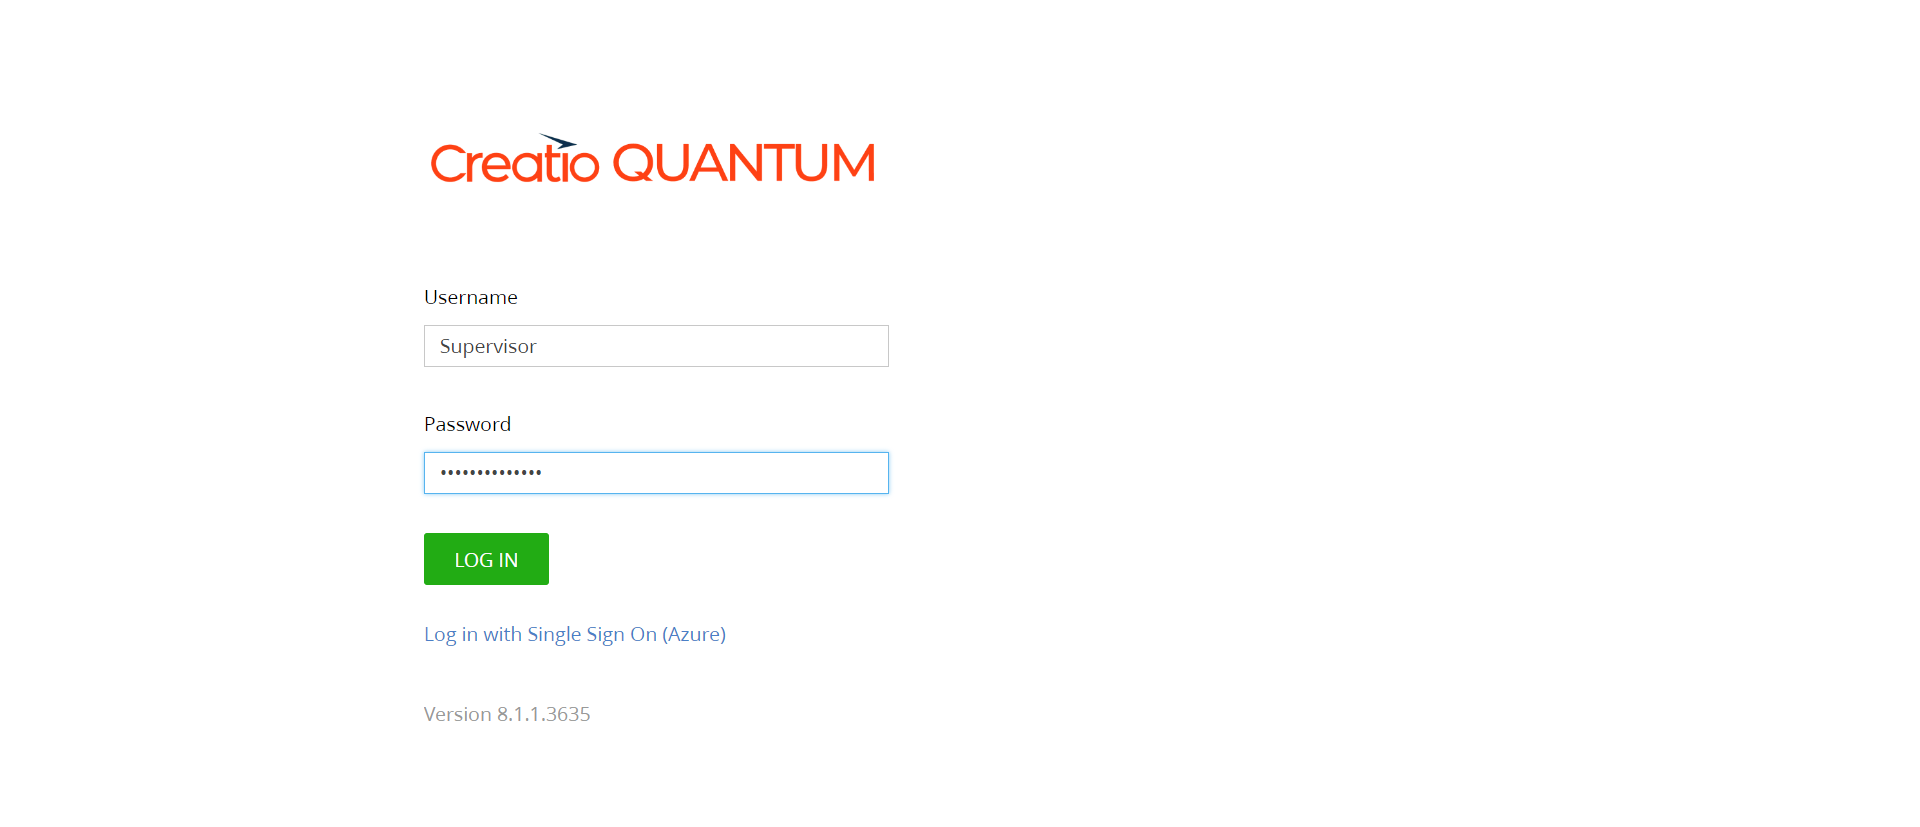 Creatio QUANTUM
Username
Supervisor
Password
••••••••••••••
LOG IN
Log in with Single Sign On (Azure)
Version 8.1.1.3635